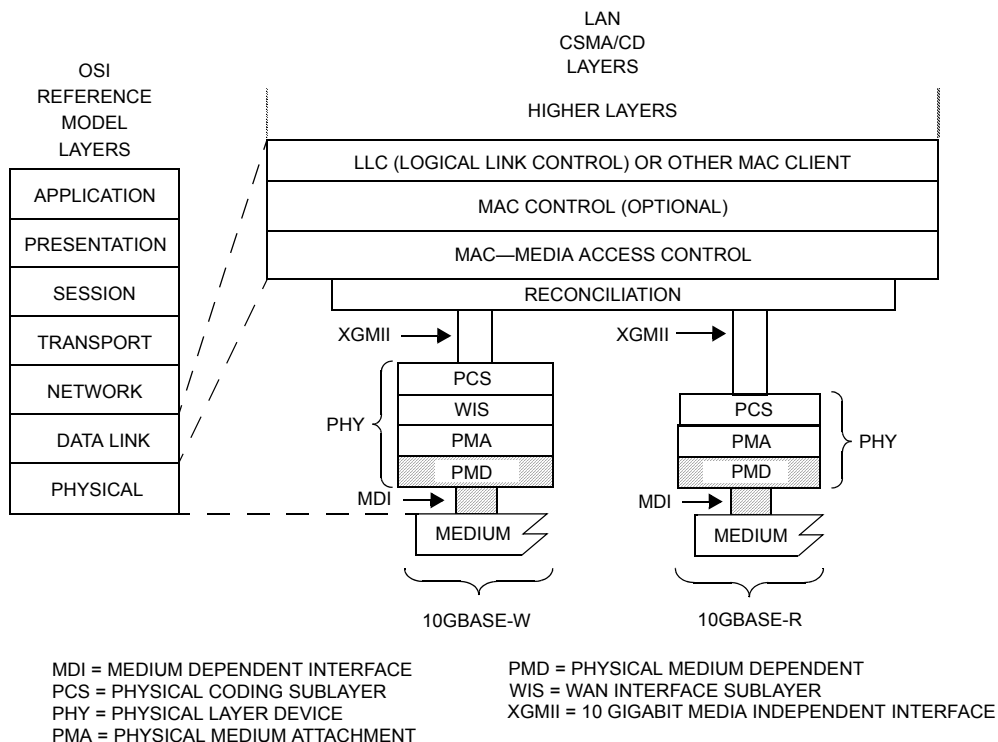 LAN
CSMA/CD
LAYERS
OSI
REFERENCE
MODEL
LAYERS
HIGHER LAYERS
LLC (LOGICAL LINK CONTROL) OR OTHER MAC CLIENT
APPLICATION
MAC CONTROL (OPTIONAL)
PRESENTATION
MAC—MEDIA ACCESS CONTROL
SESSION
RECONCILIATION
TRANSPORT
XGMII
XGMII
NETWORK
PCS
WIS
PCS
PHY
DATA LINK
PMA
PMA
PHY
PMD
PMD
PHYSICAL
MDI
MDI
MEDIUM
MEDIUM
10GBASE-W
10GBASE-R
MDI = MEDIUM DEPENDENT INTERFACE
PCS = PHYSICAL CODING SUBLAYER
PHY = PHYSICAL LAYER DEVICE
PMA = PHYSICAL MEDIUM ATTACHMENT
PMD = PHYSICAL MEDIUM DEPENDENT
WIS = WAN INTERFACE SUBLAYER
XGMII = 10 GIGABIT MEDIA INDEPENDENT INTERFACE